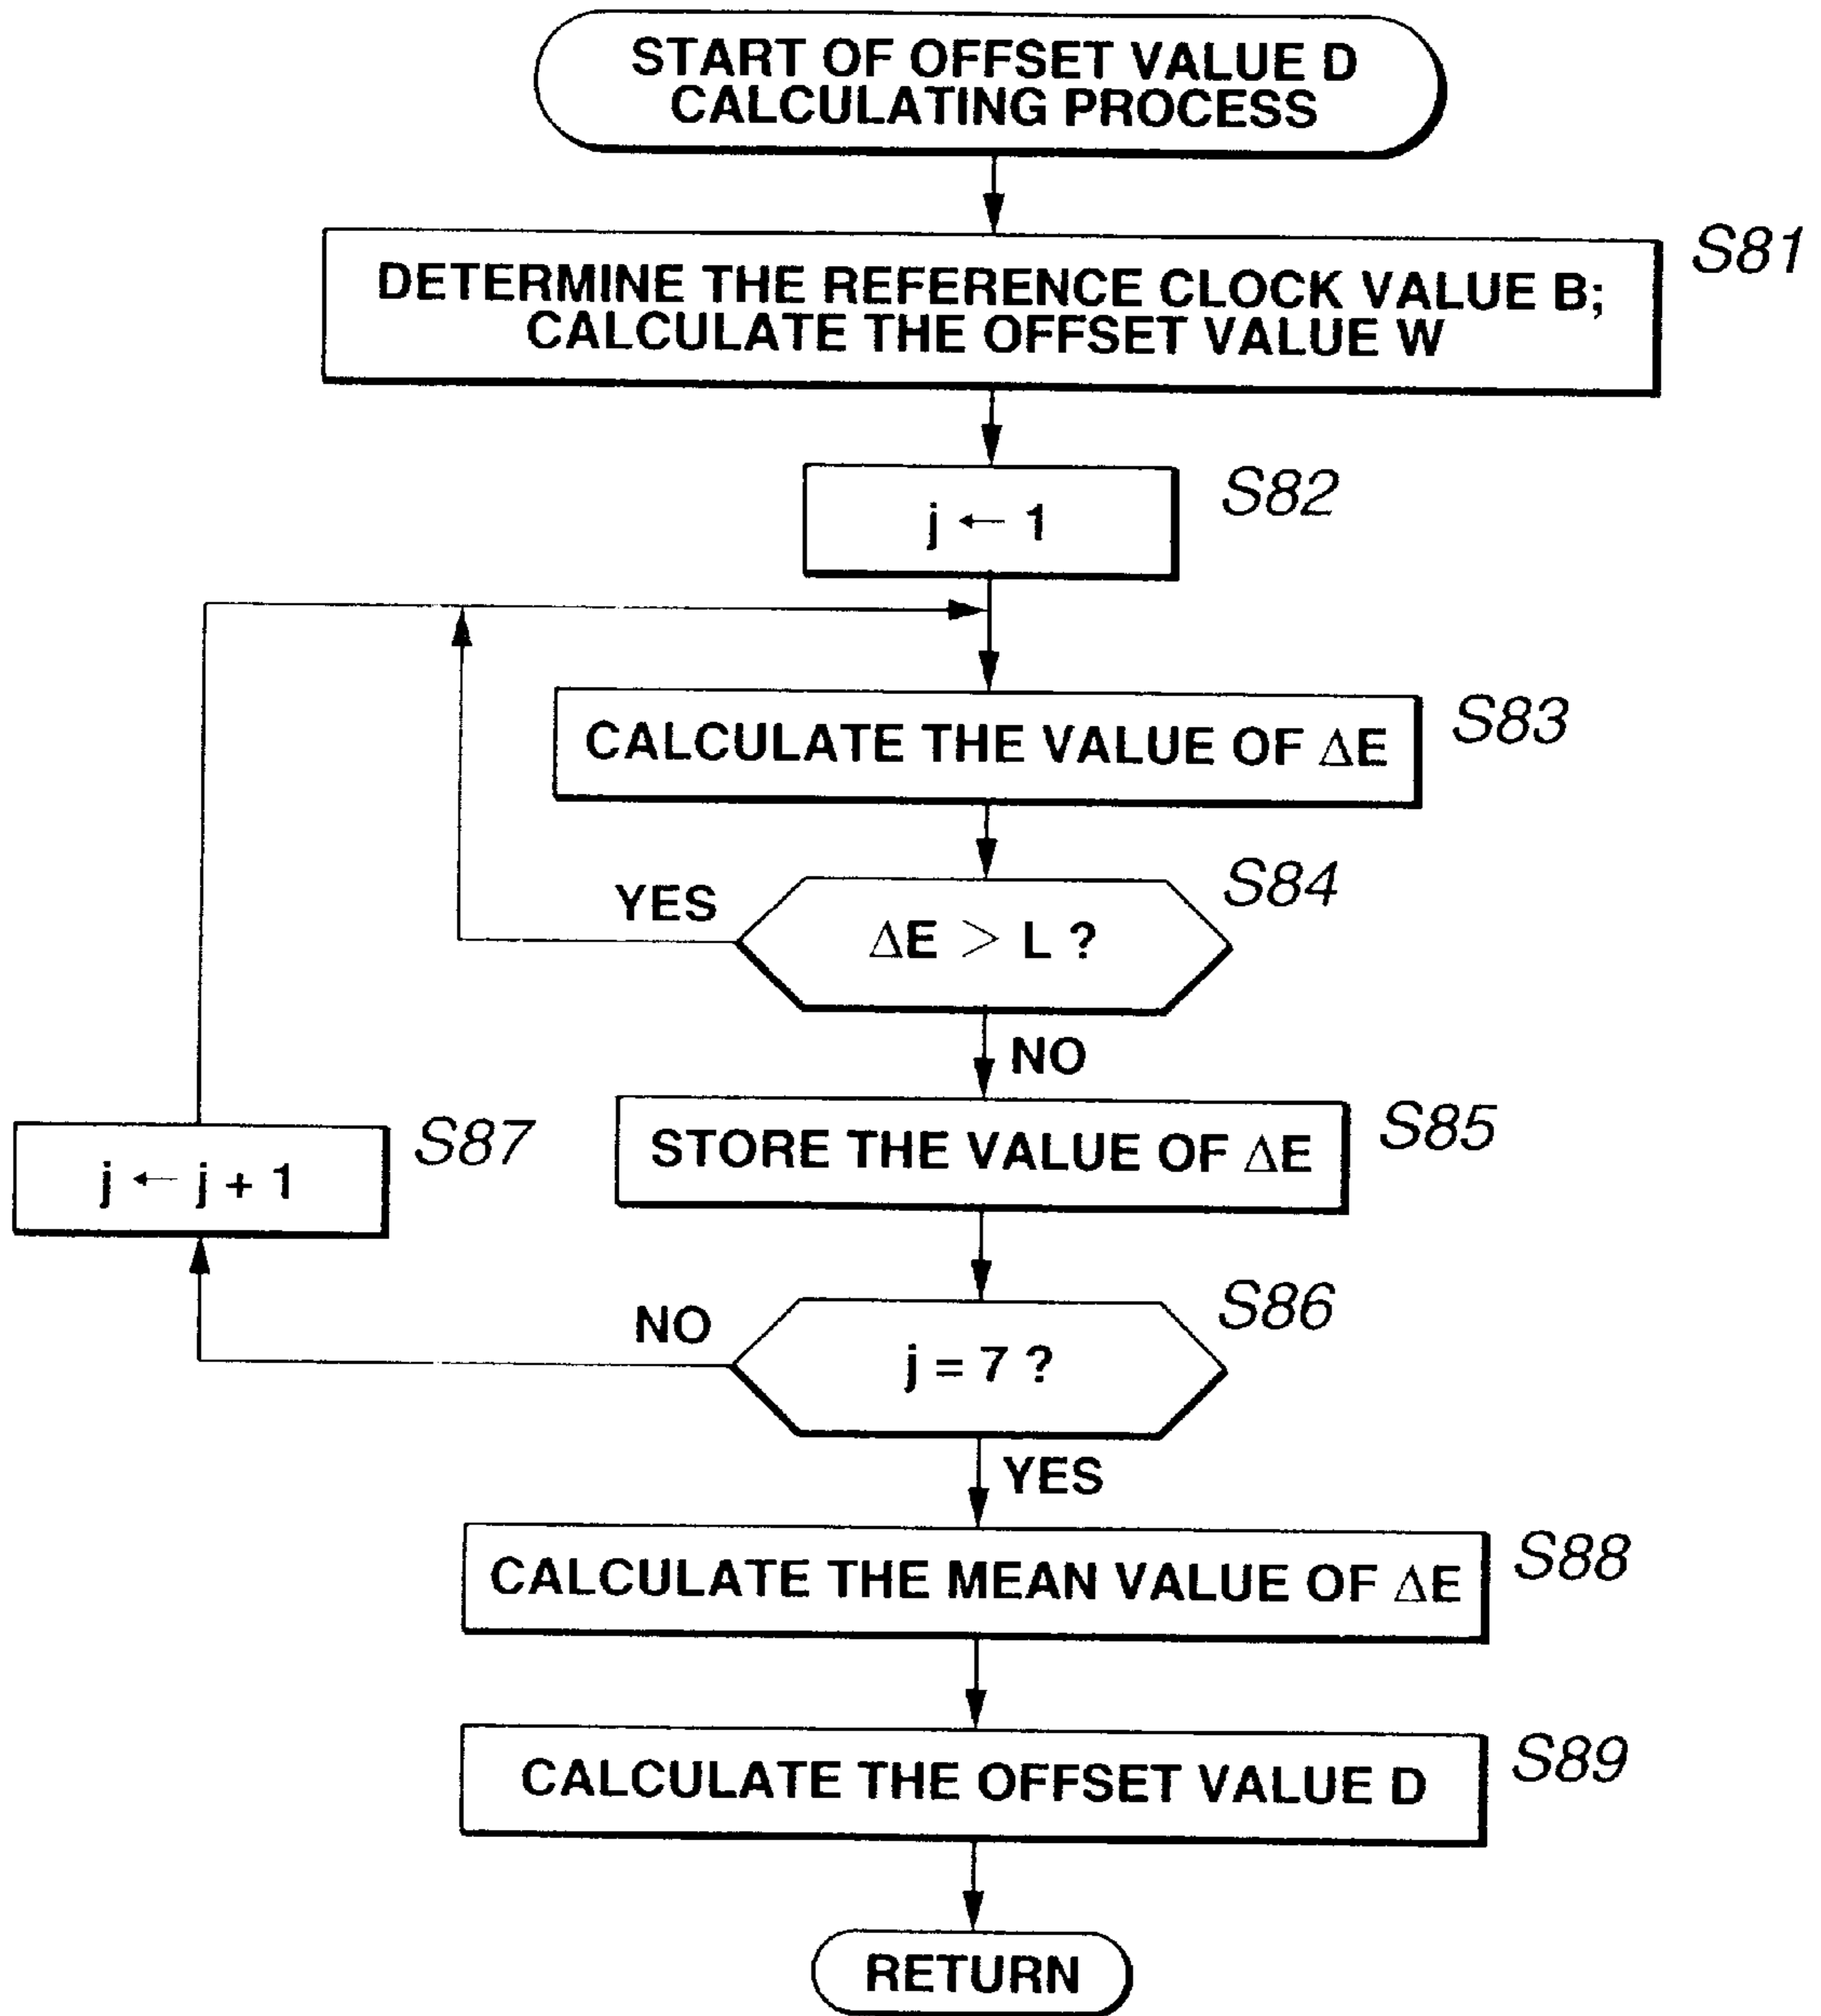 START OF OFFSET VALUE D
CALCULATING PROCESS
S81
DETERMINE THE REFERENCE CLOCK VALUE B;
CALCULATE THE OFFSET VALUE W
S82
j ← 1
S83
CALCULATE THE VALUE OF ΔE
S84
YES
ΔE > L ?
NO
S85
STORE THE VALUE OF ΔE
S87
j ← j + 1
S86
NO
j = 7 ?
YES
S88
CALCULATE THE MEAN VALUE OF ΔE
S89
CALCULATE THE OFFSET VALUE D
RETURN